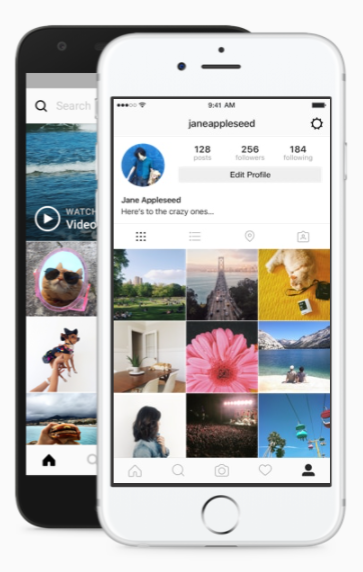 Search
WATCH
Video
9:41 AM
janeappleseed
128
256
184
posts
followers
following
Edit Profile
Jane Appleseed
Here's to the crazy ones...